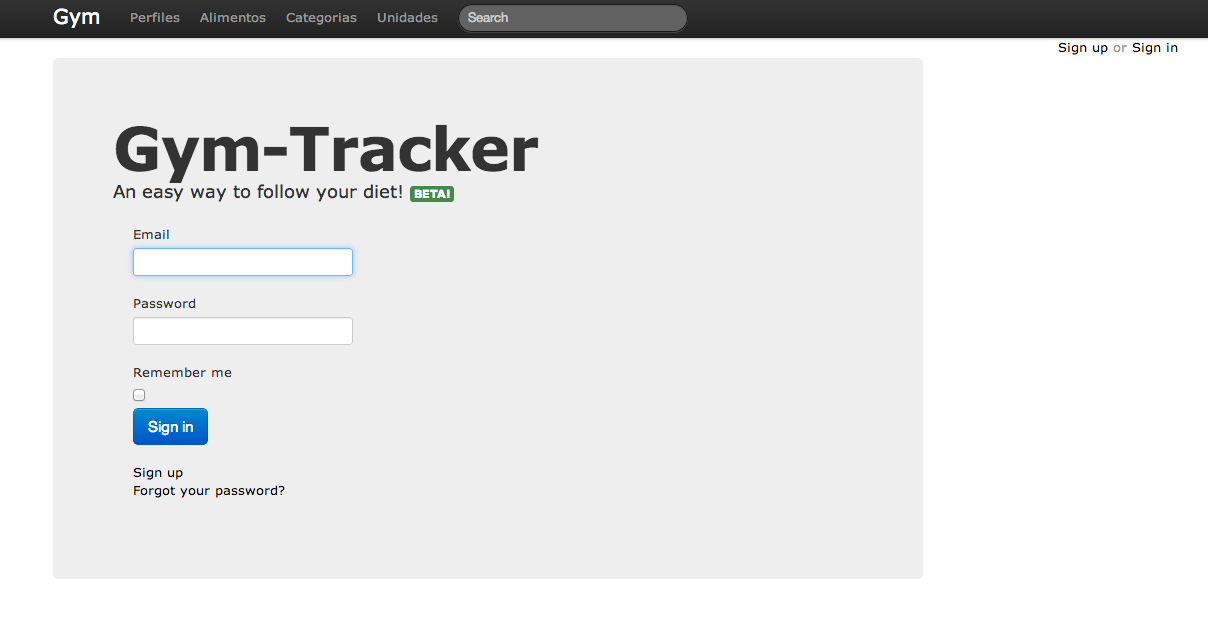 Gym Perfiles Alimentos Categorias Unidades Search
Sign up or Sign in
Gym-Tracker
An easy way to follow your diet! BETA!
Email
Password
Remember me
Sign in
Sign up
Forgot your password?